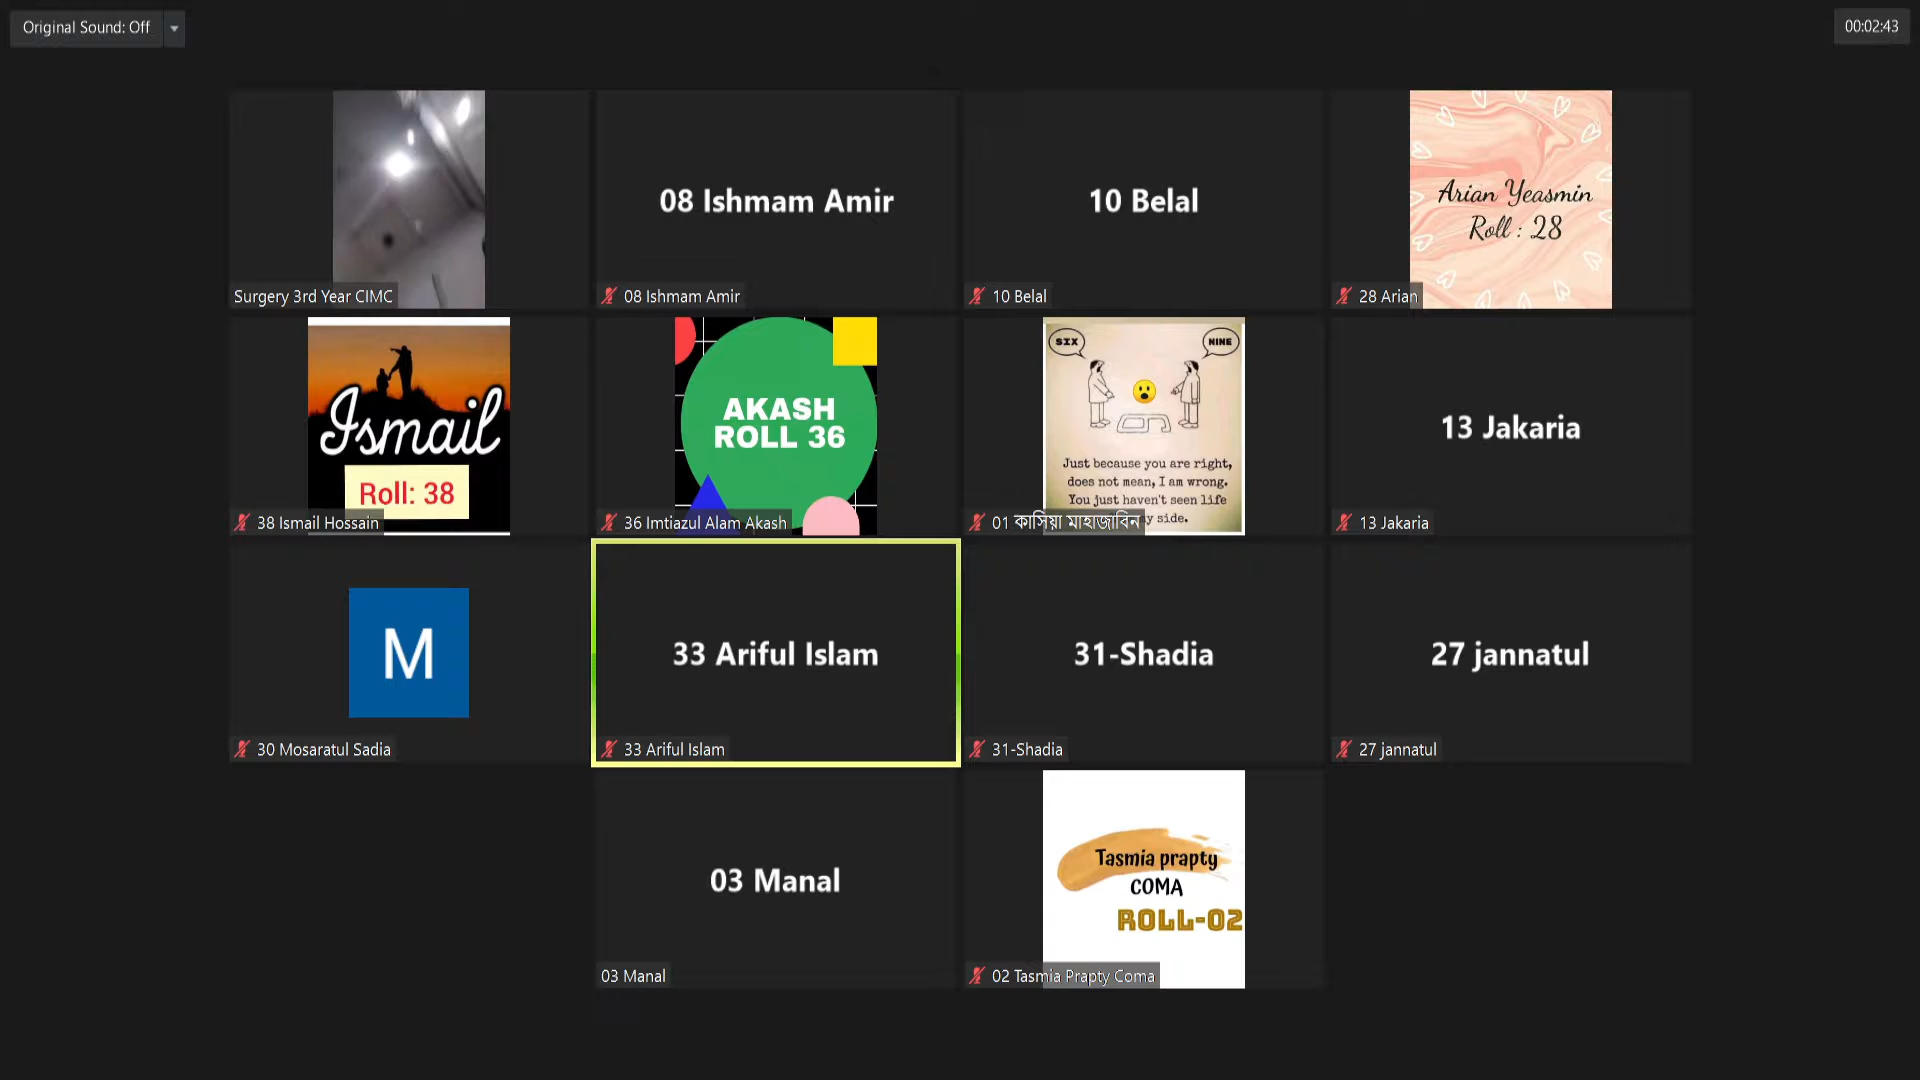 Original Sound: Off
00:02:43
Surgery 3rd Year CIMC
08 Ishmam Amir
08 Ishmam Amir
10 Belal
10 Belal
Arian Yeasmin
Roll : 28
28 Arian
Ismail
Roll: 38
38 Ismail Hossain
AKASH
ROLL 36
36 Imtiazul Alam Akash
SIX
NINE
Just because you are right,
does not mean, I am wrong.
You just haven't seen life
my side.
01 কাসিয়া মাহাজাবিন
13 Jakaria
13 Jakaria
M
30 Mosaratul Sadia
33 Ariful Islam
33 Ariful Islam
31-Shadia
31-Shadia
27 jannatul
27 jannatul
03 Manal
03 Manal
Tasmia prapty
COMA
ROLL-02
02 Tasmia Prapty Coma